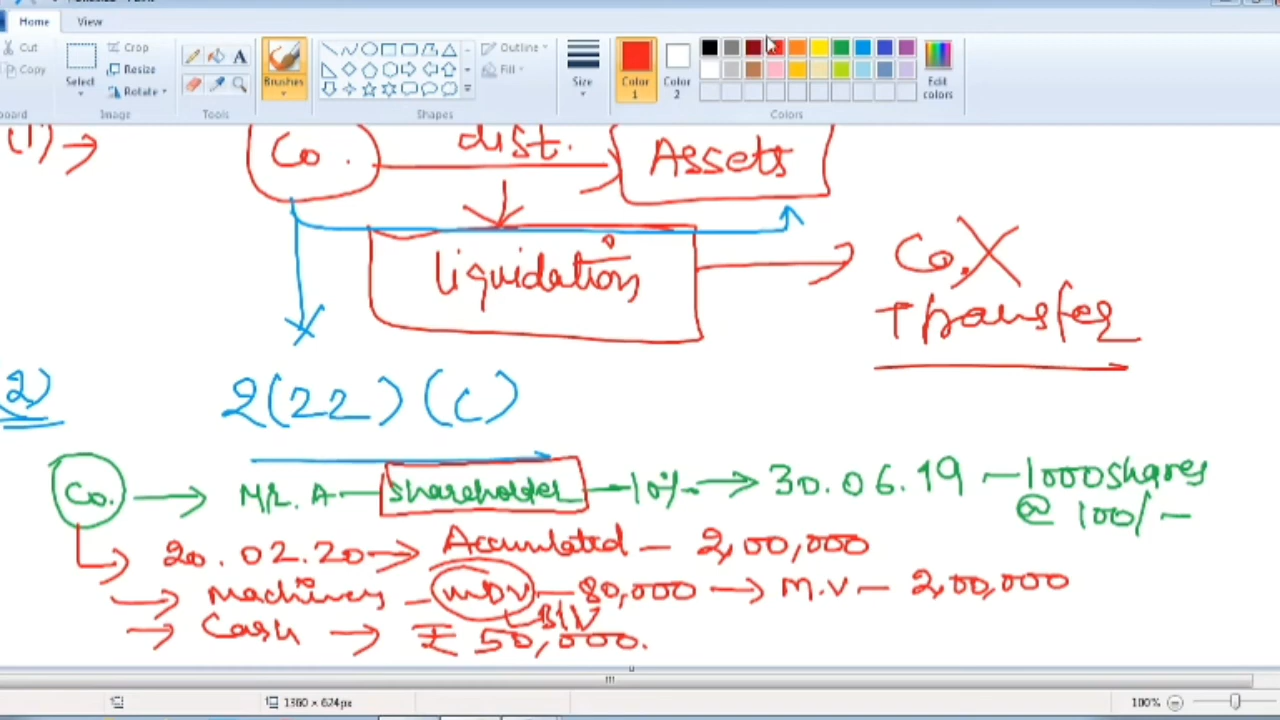 Home View
Cut Crop Outline Edit colors
Copy Select Resize Brushes Fill Size Color 1 Color 2
Rotate
Image Tools Shapes Colors
(1) → Co. dist. Assets
liquidation Co. X
Transfer
2) 2(22)(c)
Co. → Mr. A — shareholder — 10% → 30.06.19 — 1000 shares
@ 100/-
20.02.20 → Accumulated — 2,00,000
→ Machinery — WDV — 80,000 → M.V — 2,00,000
B/V
→ Cash → ₹ 50,000.
1360 × 624px 100%